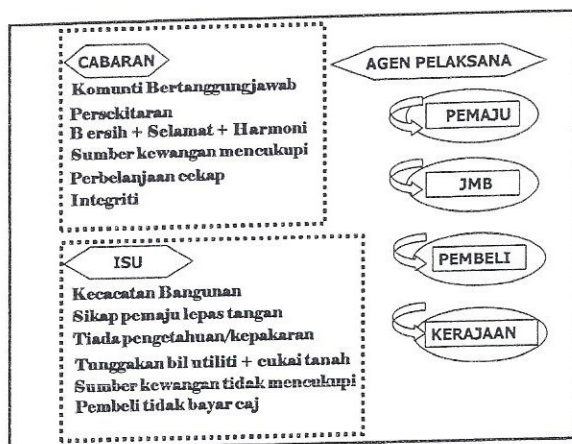 CABARAN
Komunti Bertanggungjawab
Persekitaran
Bersih + Selamat + Harmoni
Sumber kewangan mencukupi
Perbelanjaan cekap
Integriti
ISU
Kecacatan Bangunan
Sikap pemaju lepas tangan
Tiada pengetahuan/kepakaran
Tunggakan bil utiliti + cukai tanah
Sumber kewangan tidak mencukupi
Pembeli tidak bayar caj
AGEN PELAKSANA
PEMAJU
JMB
PEMBELI
KERAJAAN